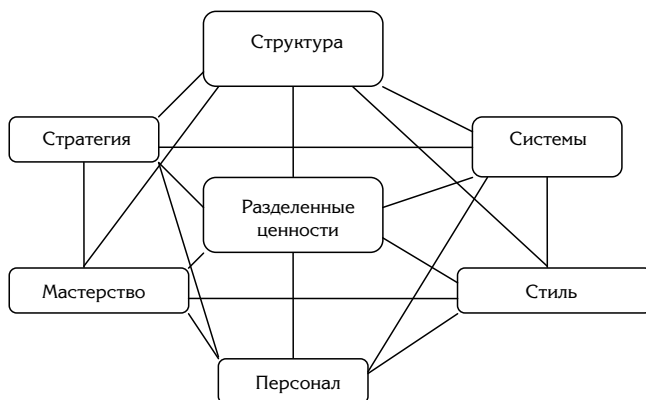 Структура
Стратегия
Системы
Разделенные
ценности
Мастерство
Стиль
Персонал